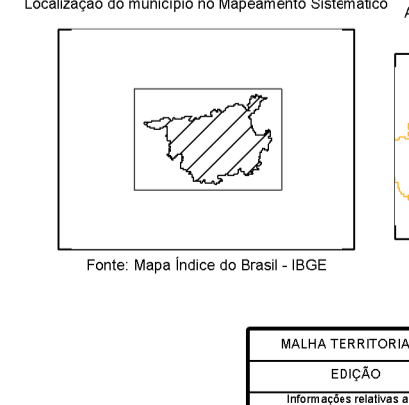 Localização do município no Mapeamento Sistemático
Fonte: Mapa Índice do Brasil - IBGE
MALHA TERRITORIA
EDIÇÃO
Informações relativas a